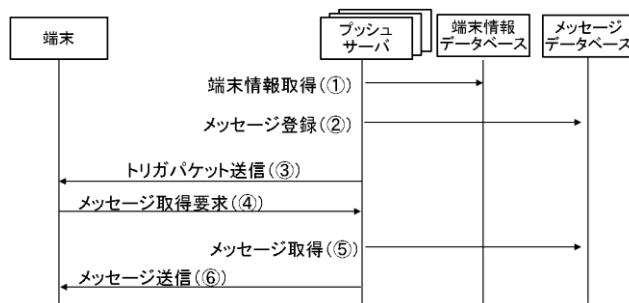 端末
プッシュ
サーバ
端末情報
データベース
メッセージ
データベース
端末情報取得(①)
メッセージ登録(②)
トリガパケット送信(③)
メッセージ取得要求(④)
メッセージ取得(⑤)
メッセージ送信(⑥)